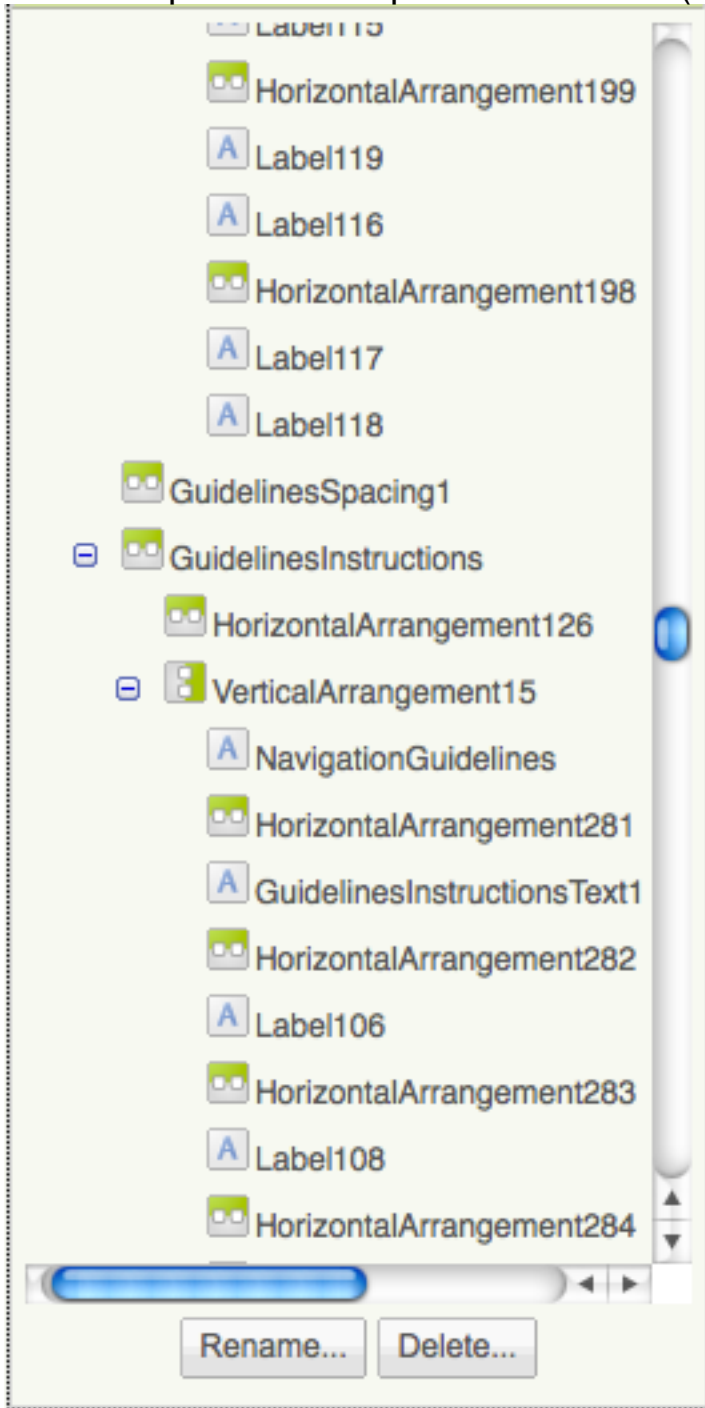 Label115
HorizontalArrangement199
Label119
Label116
HorizontalArrangement198
Label117
Label118
GuidelinesSpacing1
GuidelinesInstructions
HorizontalArrangement126
VerticalArrangement15
NavigationGuidelines
HorizontalArrangement281
GuidelinesInstructionsText1
HorizontalArrangement282
Label106
HorizontalArrangement283
Label108
HorizontalArrangement284
Rename... Delete...